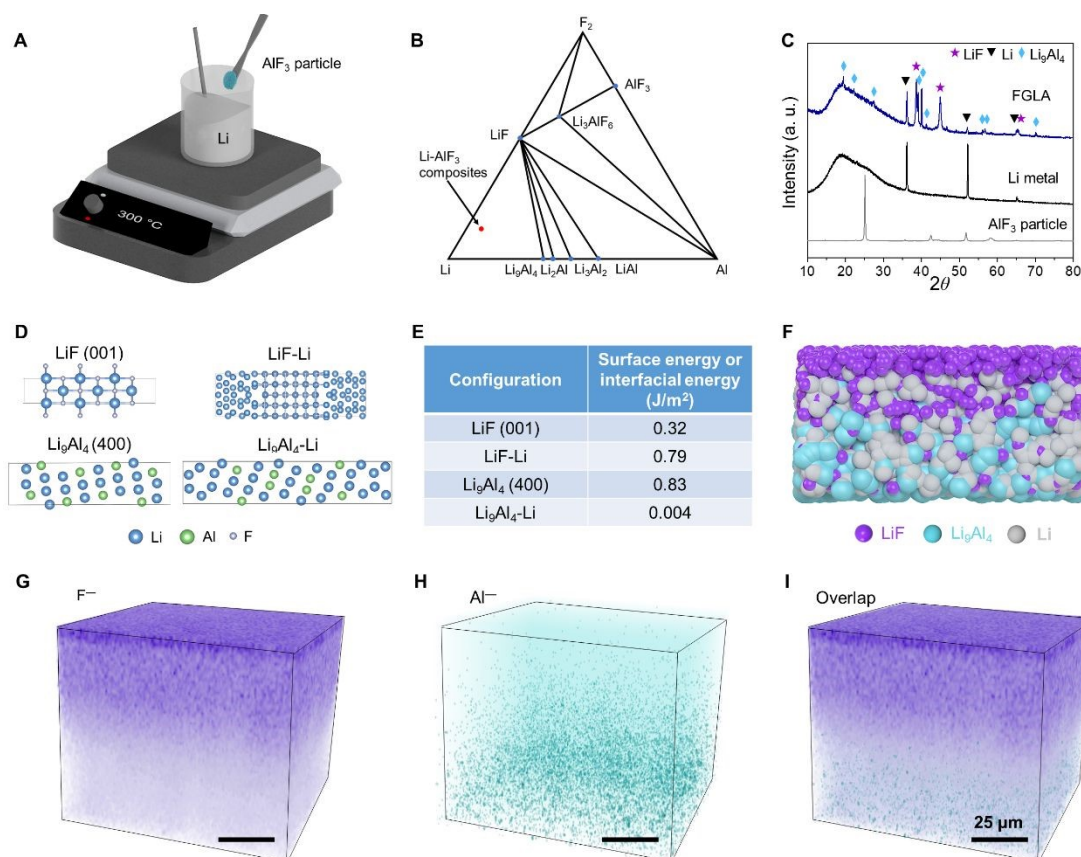 A
AlF₃ particle
Li
300 °C
B
F₂
AlF₃
Li₃AlF₆
LiF
Li-AlF₃
composites
Li
Li₉Al₄
Li₂Al
Li₃Al₂
LiAl
Al
C
LiF
Li
Li₉Al₄
FGLA
Li metal
AlF₃ particle
Intensity (a. u.)
10 20 30 40 50 60 70 80
2θ
D
LiF (001)
LiF-Li
Li₉Al₄ (400)
Li₉Al₄-Li
Li Al F
E
Configuration
Surface energy or
interfacial energy
(J/m²)
LiF (001) 0.32
LiF-Li 0.79
Li₉Al₄ (400) 0.83
Li₉Al₄-Li 0.004
F
LiF Li₉Al₄ Li
G
F—
H
Al—
I
Overlap
25 µm